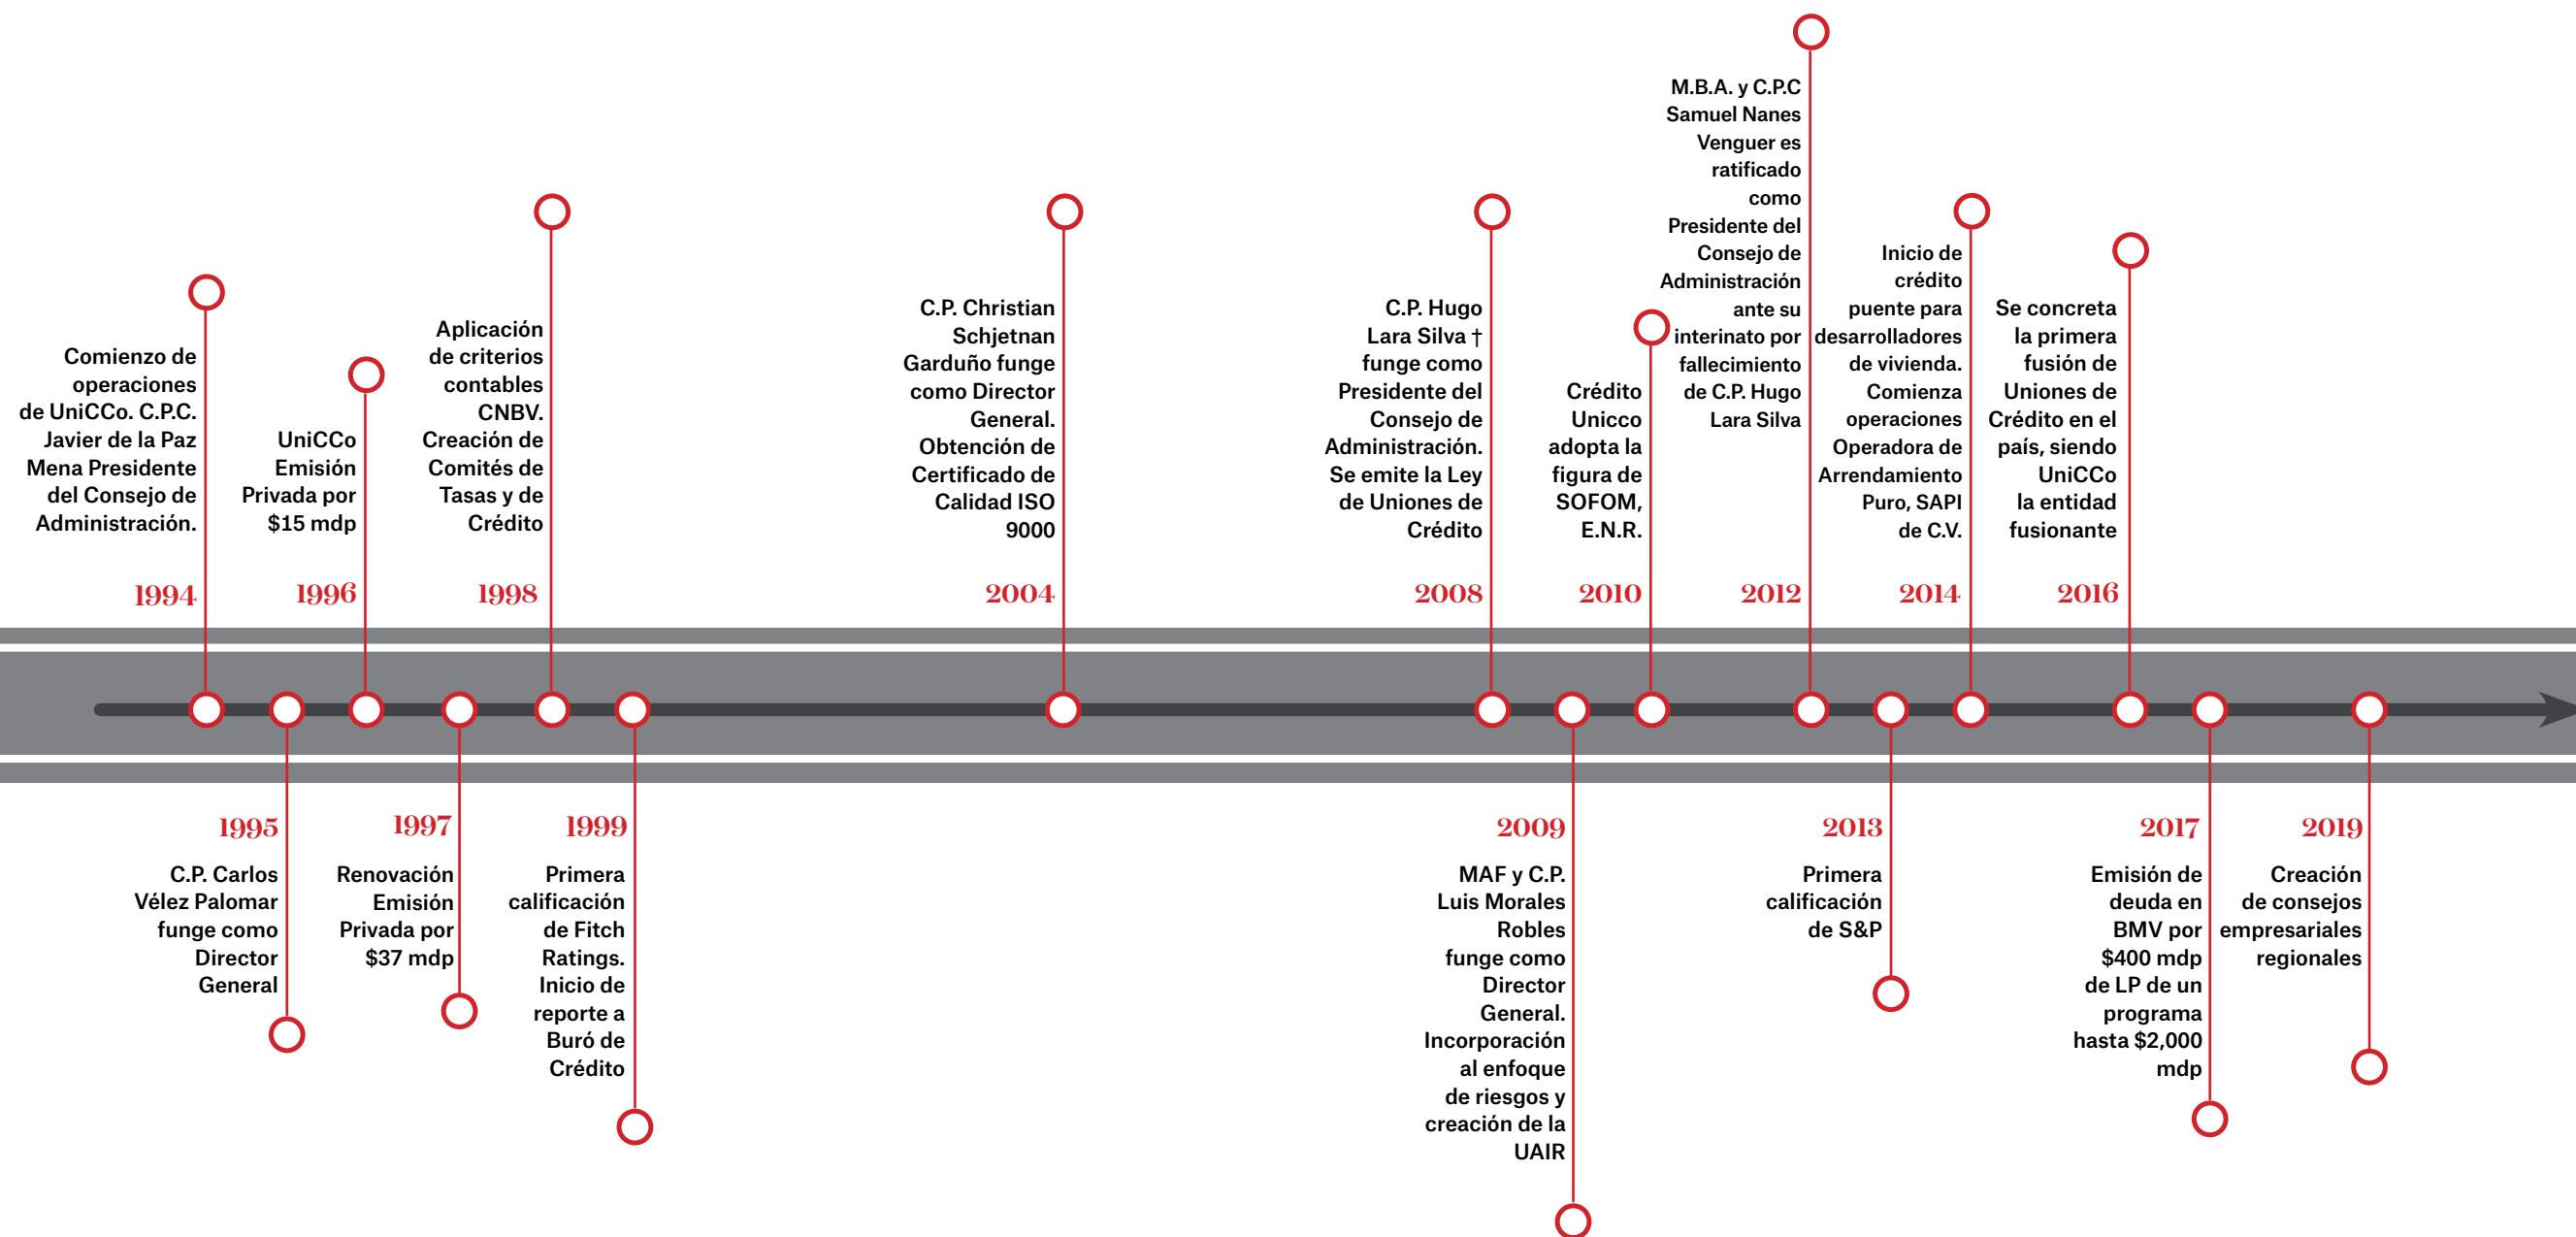 Comienzo de
operaciones
de UniCCo. C.P.C.
Javier de la Paz
Mena Presidente
del Consejo de
Administración.
1994
UniCCo
Emisión
Privada por
$15 mdp
1996
Aplicación
de criterios
contables
CNBV.
Creación de
Comités de
Tasas y de
Crédito
1998
C.P. Christian
Schjetnan
Garduño funge
como Director
General.
Obtención de
Certificado de
Calidad ISO
9000
2004
C.P. Hugo
Lara Silva †
funge como
Presidente del
Consejo de
Administración.
Se emite la Ley
de Uniones de
Crédito
2008
Crédito
Unicco
adopta la
figura de
SOFOM,
E.N.R.
2010
M.B.A. y C.P.C
Samuel Nanes
Venguer es
ratificado
como
Presidente del
Consejo de
Administración
ante su
interinato por
fallecimiento
de C.P. Hugo
Lara Silva
2012
Inicio de
crédito
puente para
desarrolladores
de vivienda.
Comienza
operaciones
Operadora de
Arrendamiento
Puro, SAPI
de C.V.
2014
Se concreta
la primera
fusión de
Uniones de
Crédito en el
país, siendo
UniCCo
la entidad
fusionante
2016
1995
C.P. Carlos
Vélez Palomar
funge como
Director
General
1997
Renovación
Emisión
Privada por
$37 mdp
1999
Primera
calificación
de Fitch
Ratings.
Inicio de
reporte a
Buró de
Crédito
2009
MAF y C.P.
Luis Morales
Robles
funge como
Director
General.
Incorporación
al enfoque
de riesgos y
creación de la
UAIR
2013
Primera
calificación
de S&P
2017
Emisión de
deuda en
BMV por
$400 mdp
de LP de un
programa
hasta $2,000
mdp
2019
Creación
de consejos
empresariales
regionales